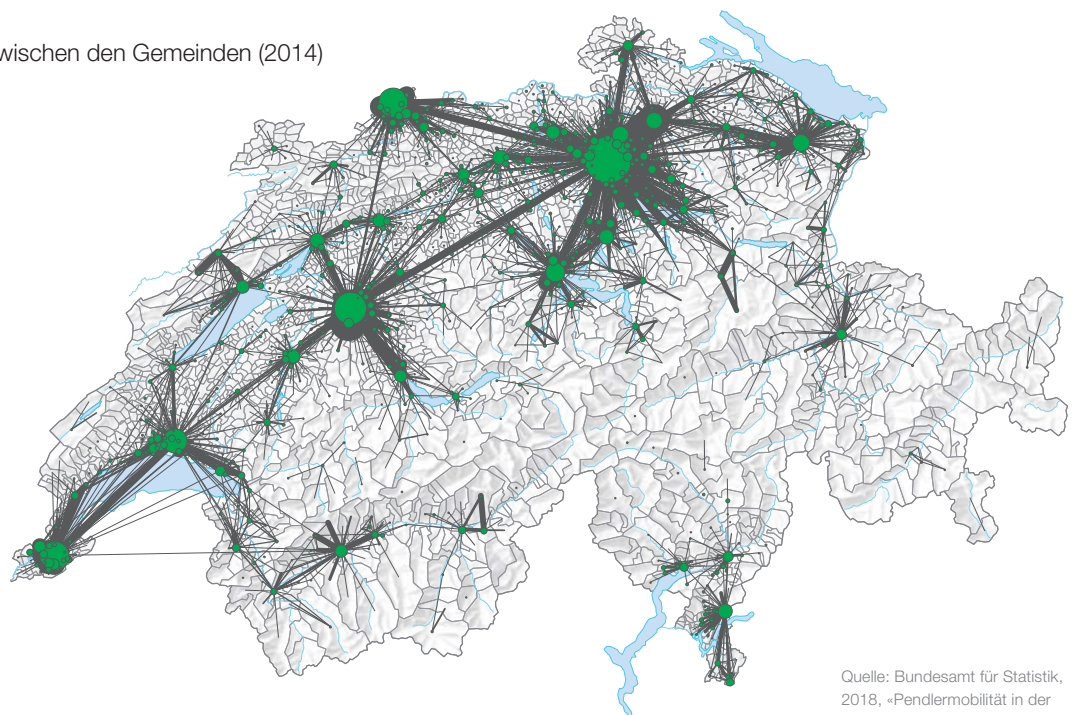 wischen den Gemeinden (2014)
Quelle: Bundesamt für Statistik,
2018, «Pendlermobilität in der